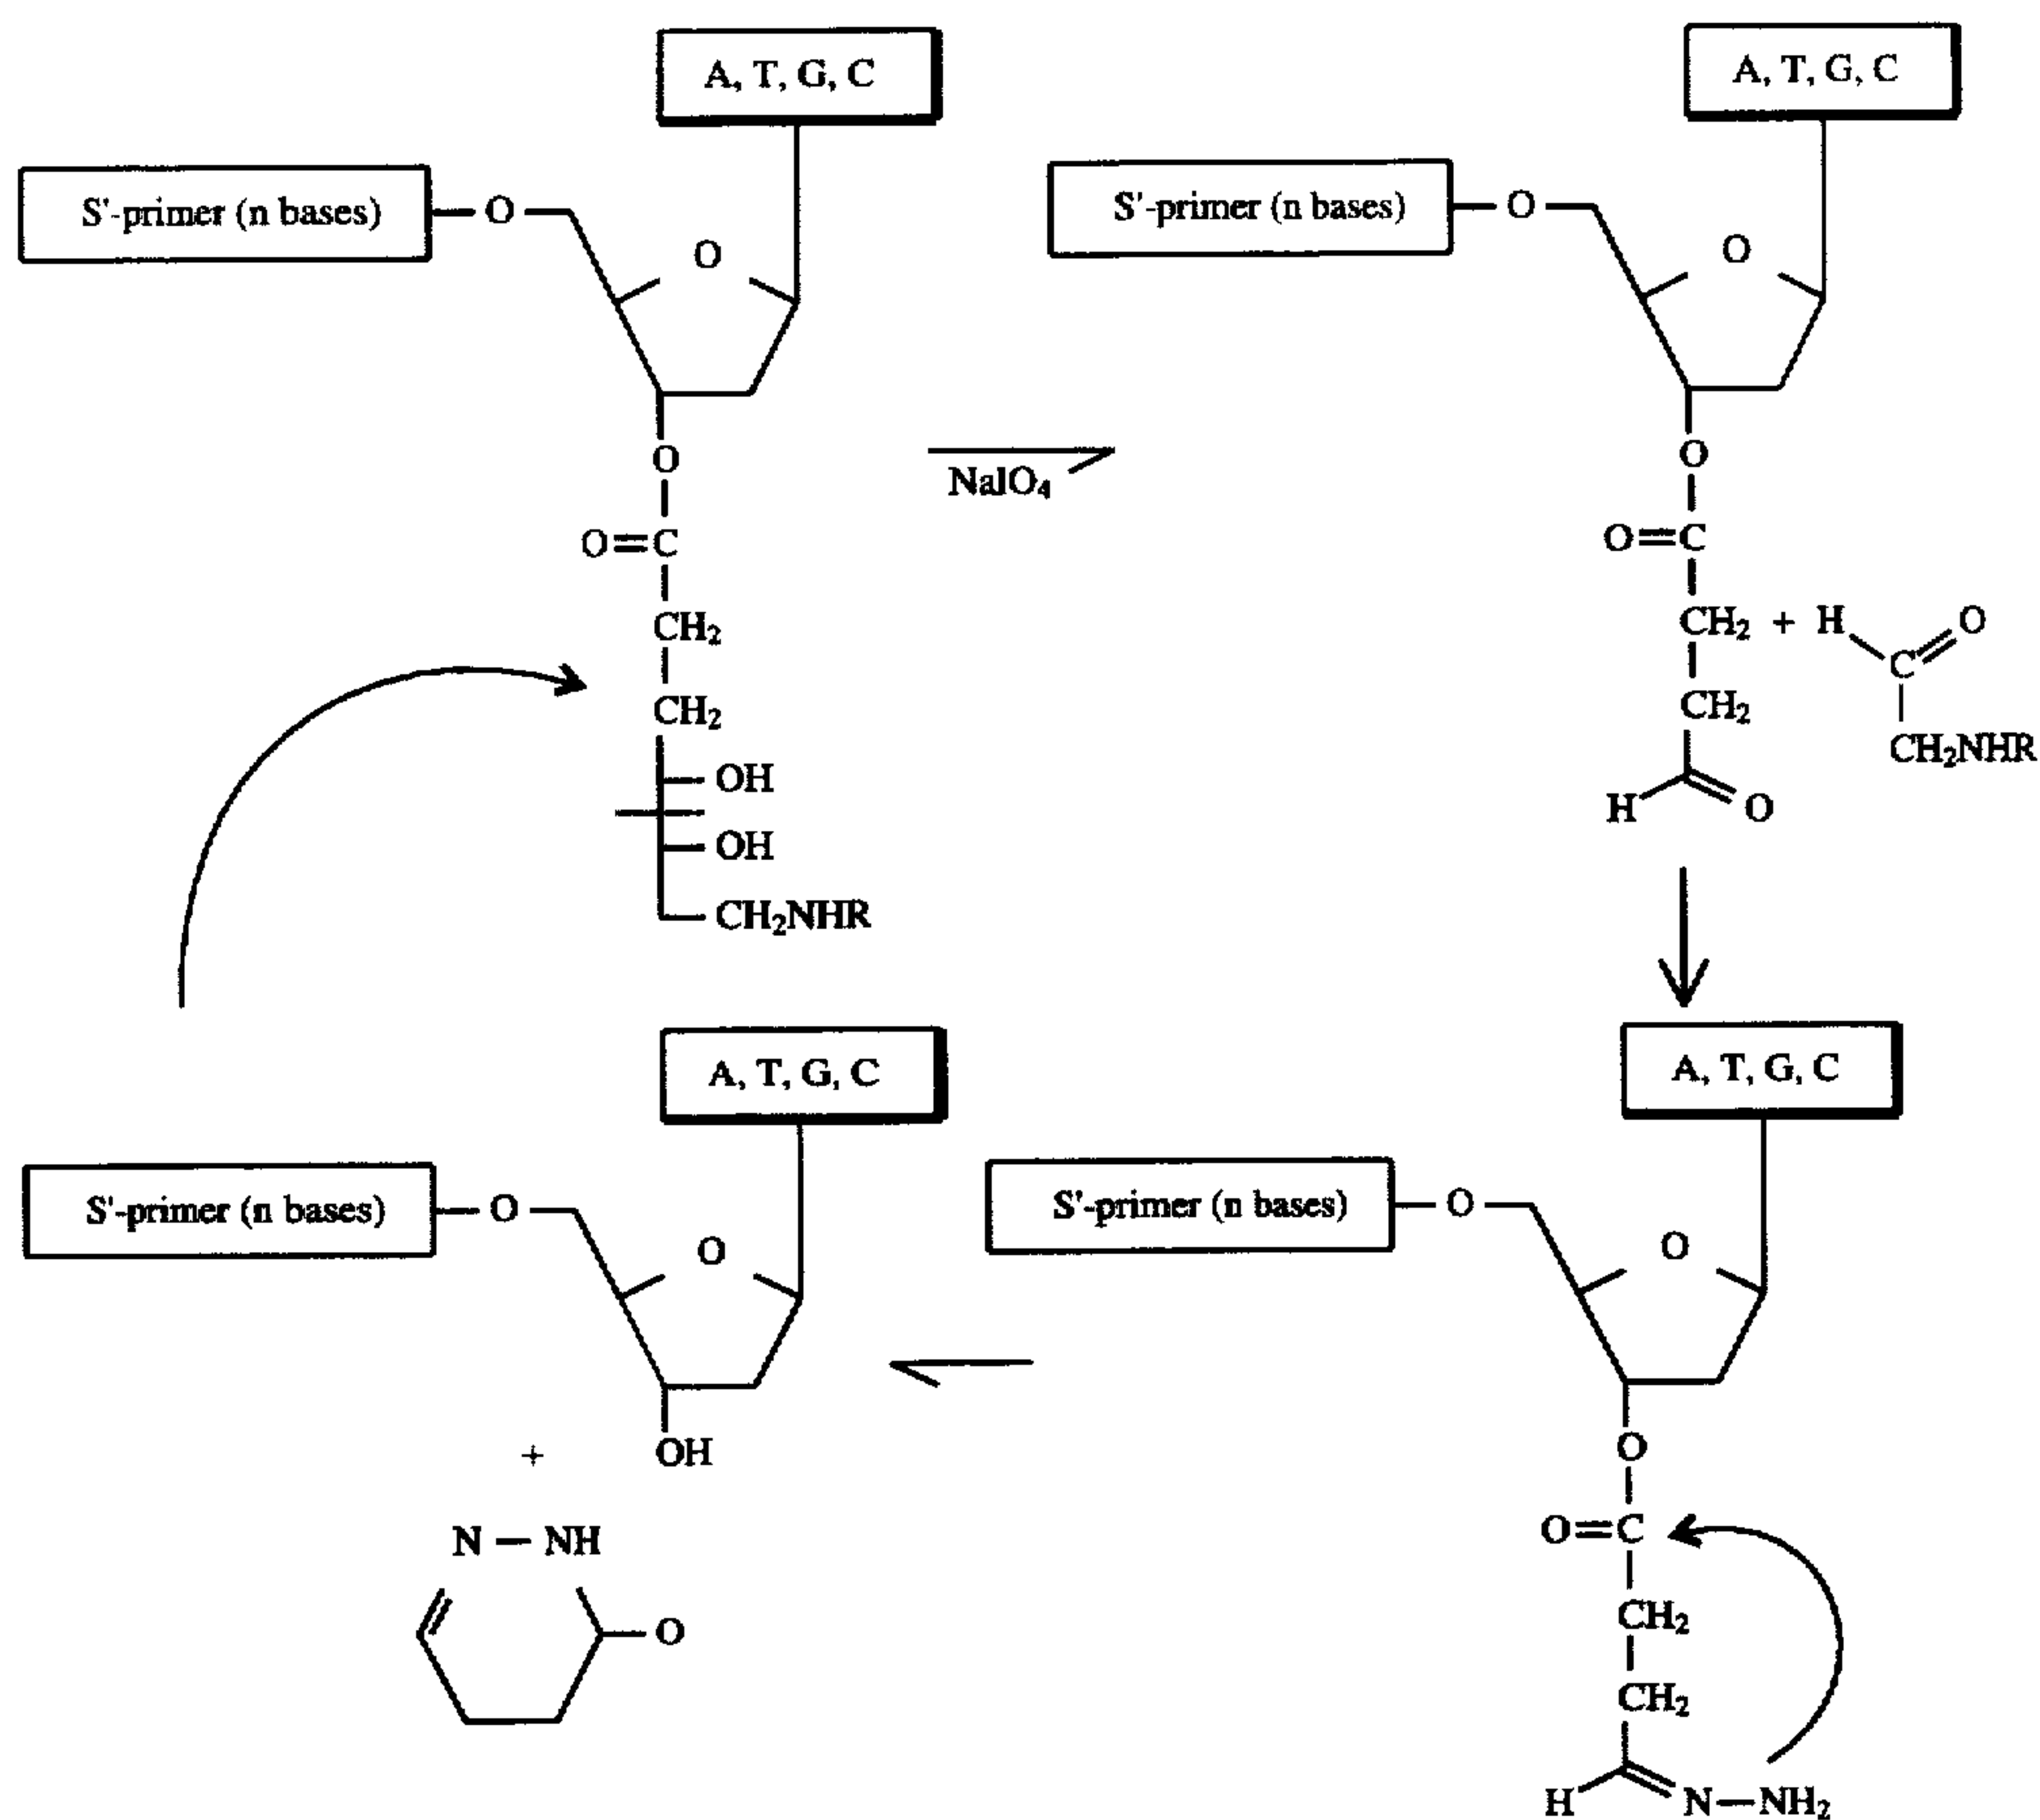 A, T, G, C
S'-primer (n bases) — O
O
O
O=C
CH₂
CH₂
OH
OH
CH₂NHR
NaIO₄
A, T, G, C
S'-primer (n bases) — O
O
O
O=C
CH₂ + H O
C
CH₂
CH₂NHR
H O
A, T, G, C
S'-primer (n bases) — O
O
O
O=C
CH₂
CH₂
H N—NH₂
A, T, G, C
S'-primer (n bases) — O
O
+ OH
N — NH
O